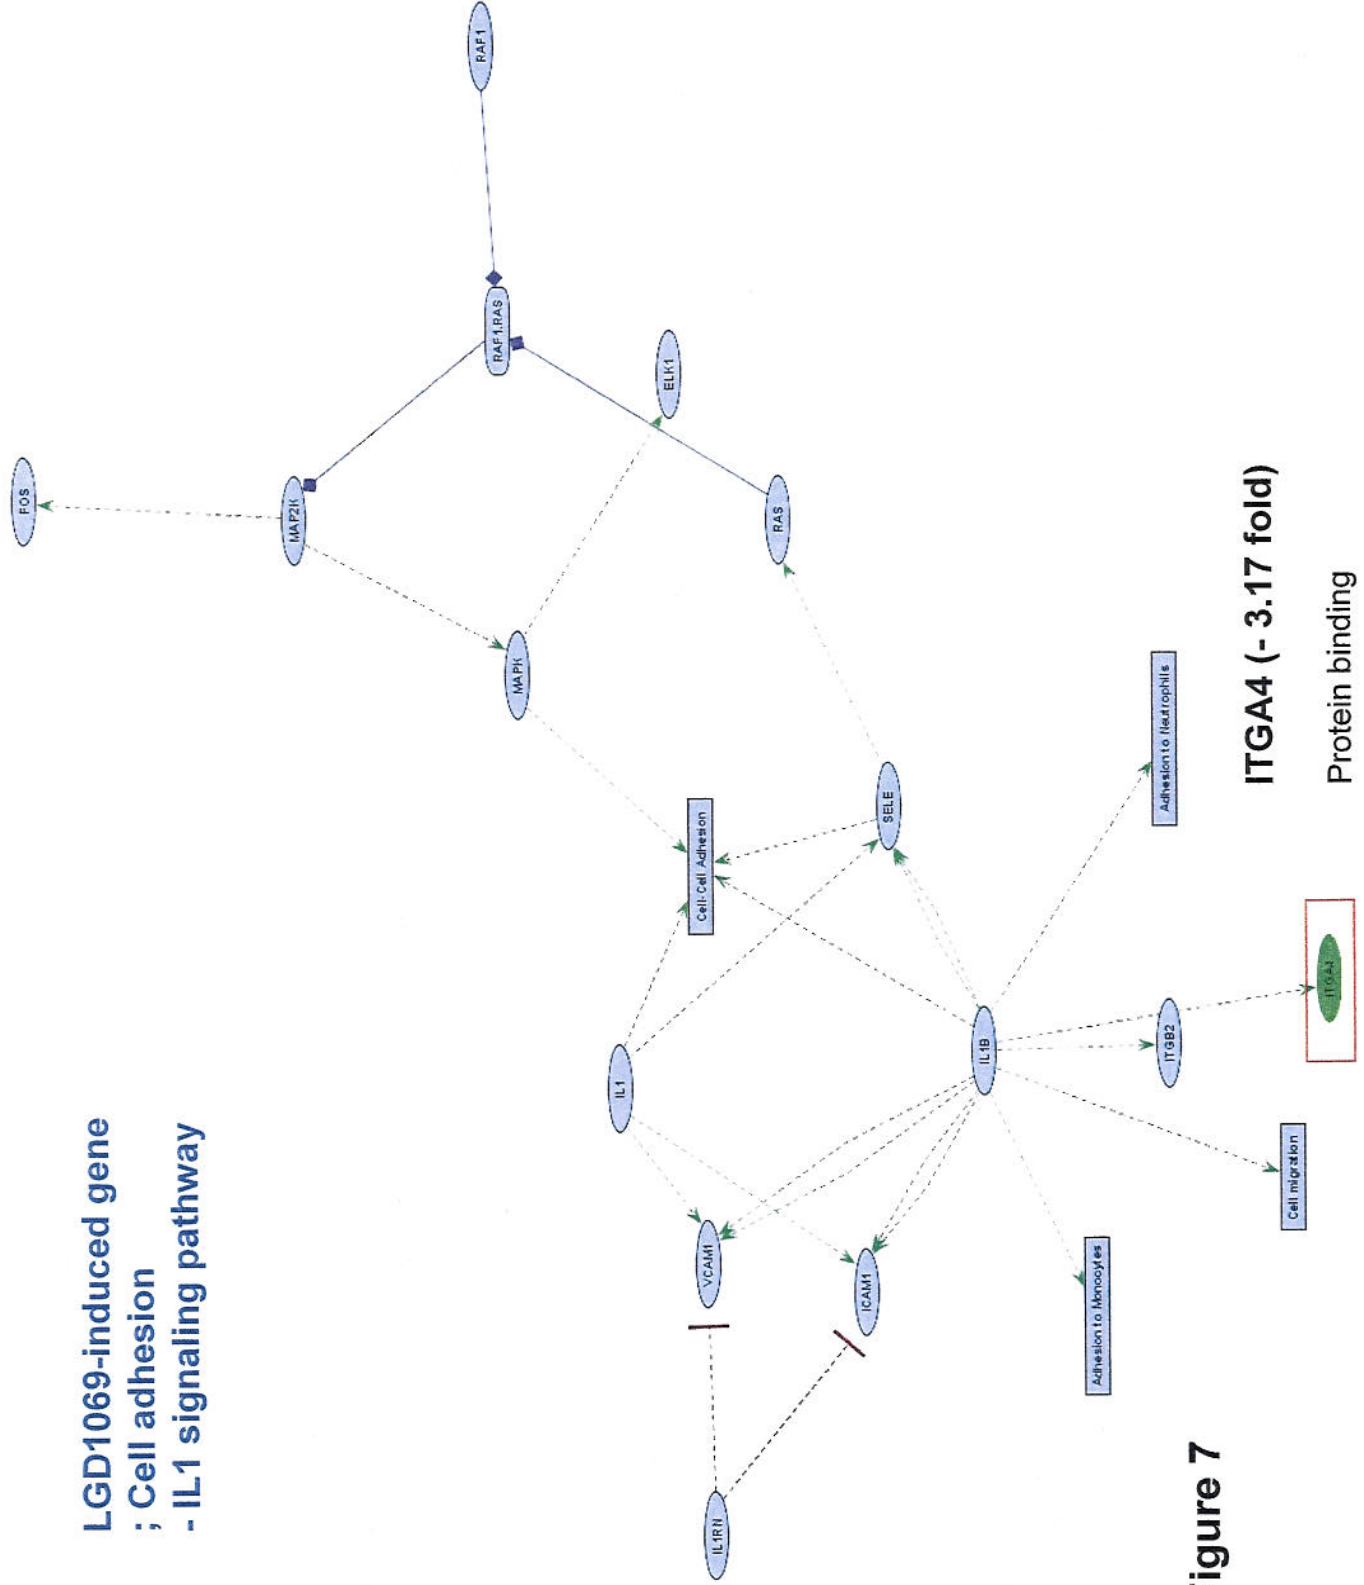 LGD1069-induced gene
; Cell adhesion
- IL1 signaling pathway
FOS
MAP2K
RAF1
RAF1.RAS
MAPK
IL1
ELK1
Cell-Cell Adhesion
VCAM1
IL1RN
RAS
ICAM1
SELE
IL1B
Adhesion to Monocytes
Adhesion to Neutrophils
ITGB2
Cell migration
ITGA4
igure 7
ITGA4 (- 3.17 fold)
Protein binding